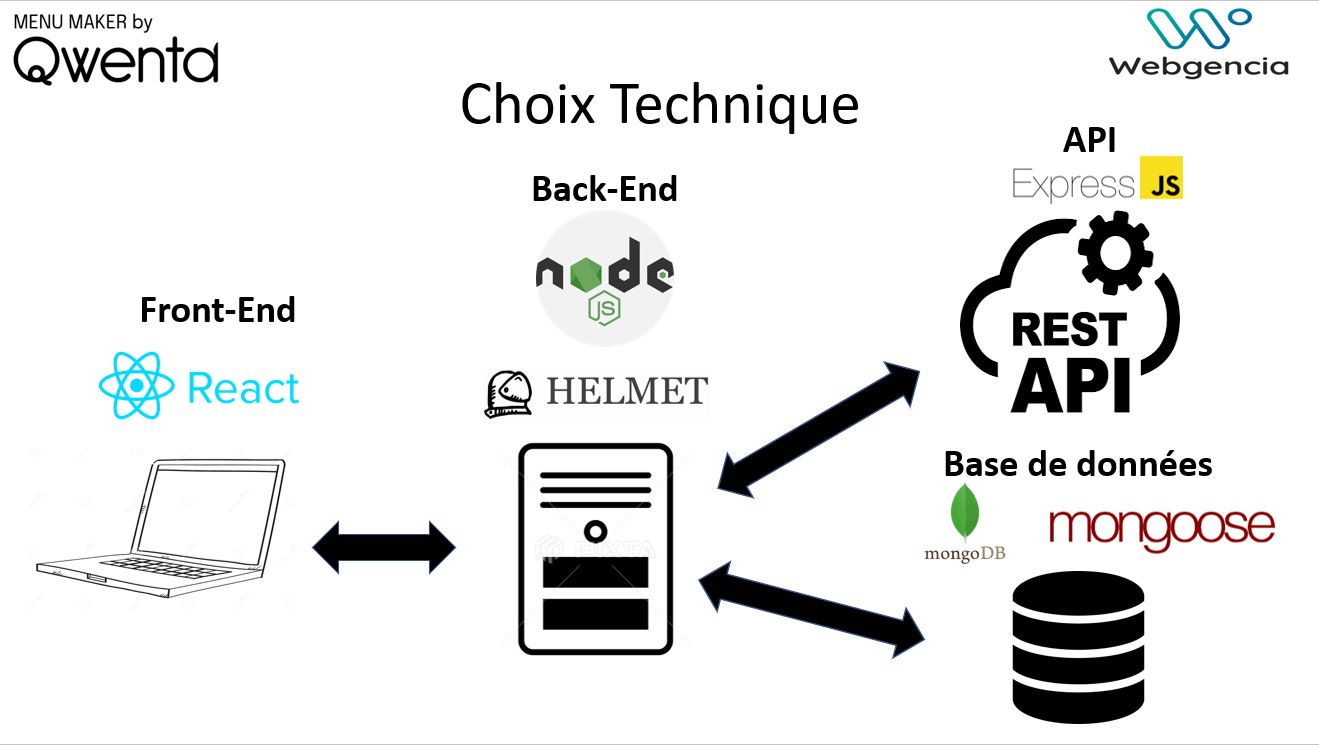 MENU MAKER by
Qwenta
Webgencia
Choix Technique
API
Express JS
Back-End
node
JS
Front-End
REST
API
React
HELMET
Base de données
mongoDB
mongoose
PIXTA